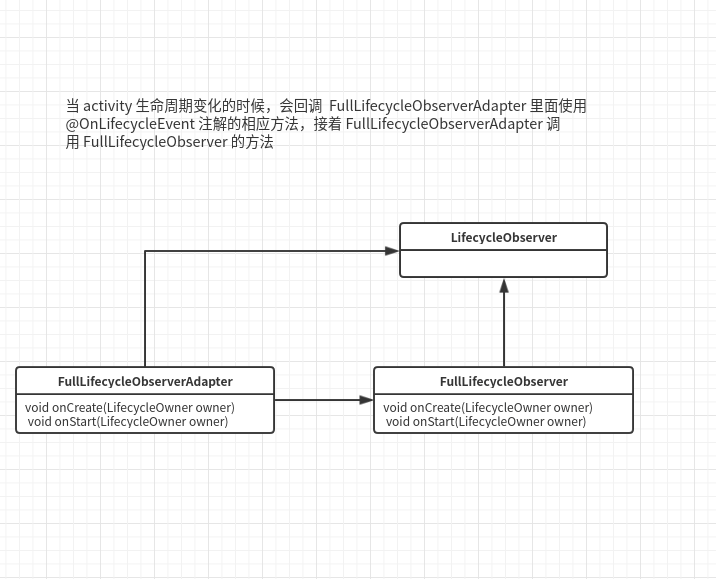 当 activity 生命周期变化的时候，会回调  FullLifecycleObserverAdapter 里面使用
@OnLifecycleEvent 注解的相应方法，接着 FullLifecycleObserverAdapter 调
用 FullLifecycleObserver 的方法
LifecycleObserver
FullLifecycleObserverAdapter
void onCreate(LifecycleOwner owner)
void onStart(LifecycleOwner owner)
FullLifecycleObserver
void onCreate(LifecycleOwner owner)
void onStart(LifecycleOwner owner)